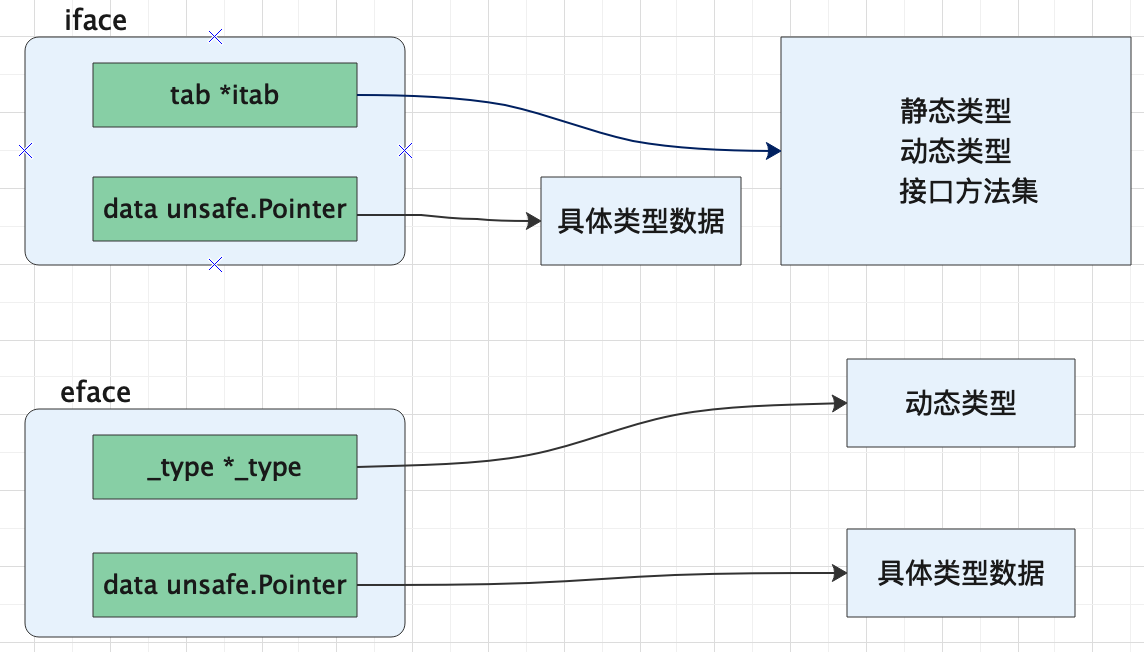 iface
tab *itab
data unsafe.Pointer
具体类型数据
静态类型
动态类型
接口方法集
eface
_type *_type
动态类型
data unsafe.Pointer
具体类型数据